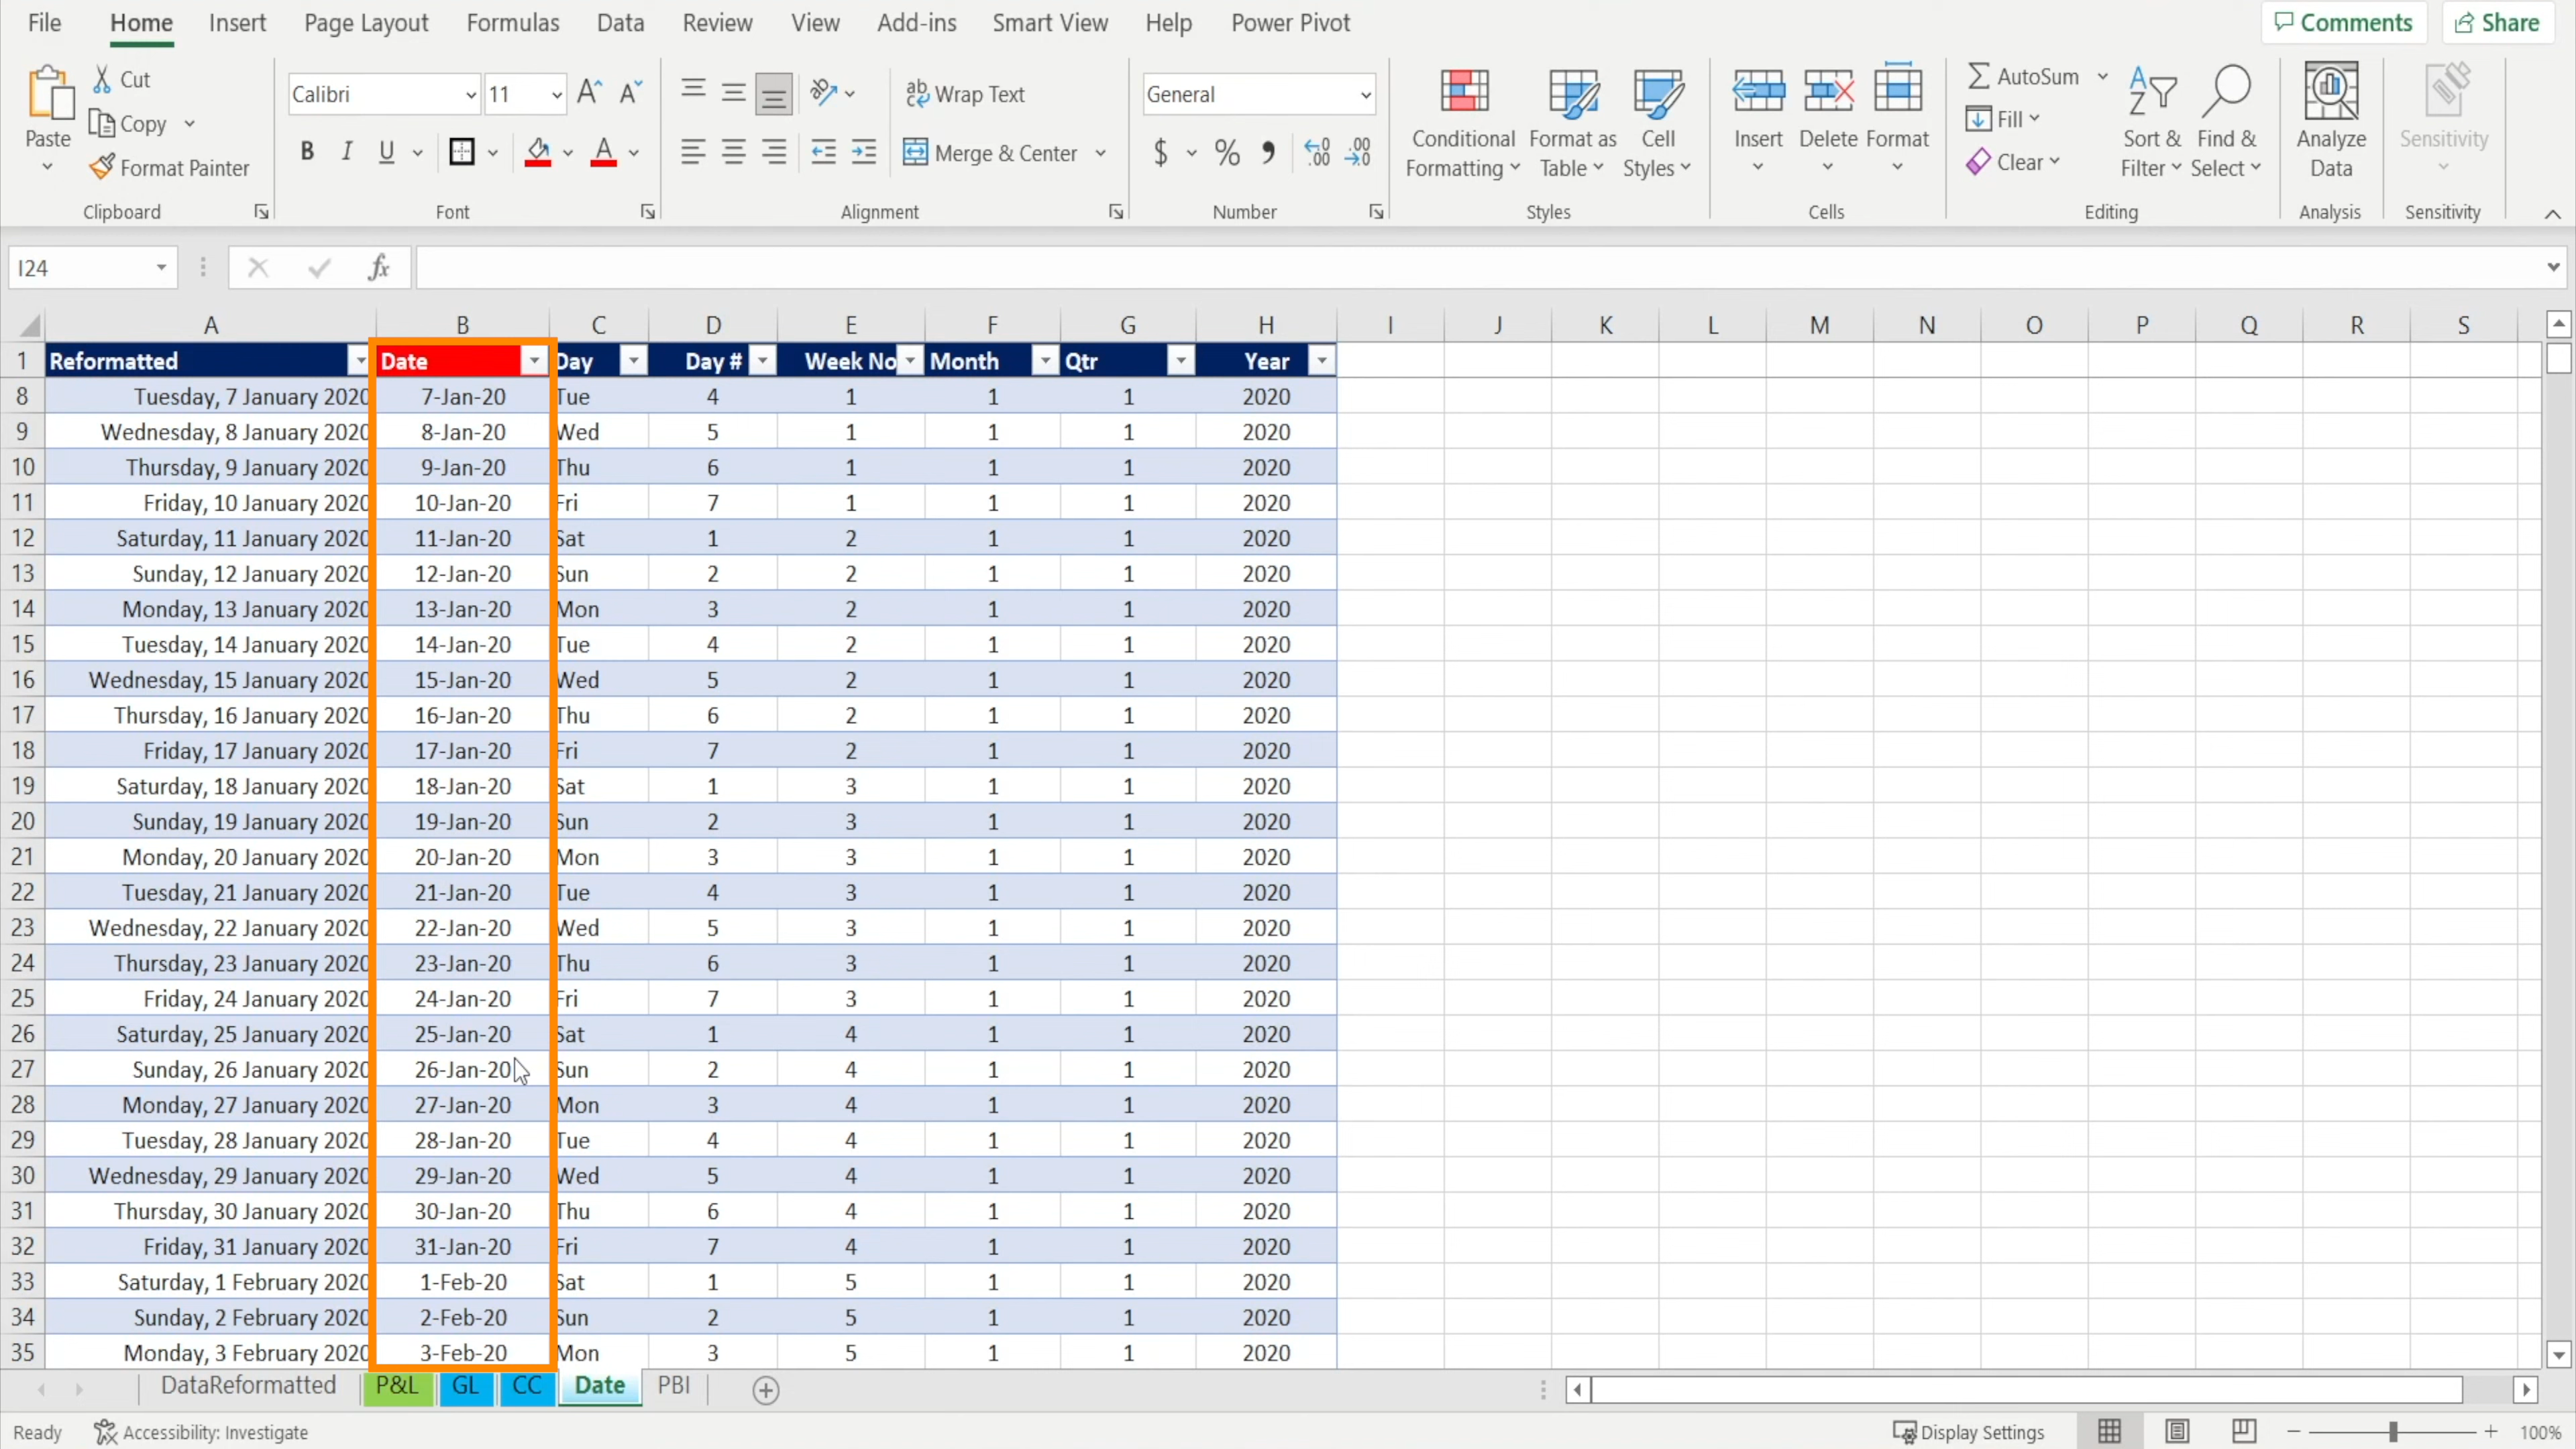 File Home Insert Page Layout Formulas Data Review View Add-ins Smart View Help Power Pivot Comments Share
Cut
Copy
Format Painter
Paste
Clipboard
Calibri 11
B I U
Font
Wrap Text
Merge & Center
Alignment
General
$ % ,
Number
Conditional Formatting
Format as Table
Cell Styles
Styles
Insert Delete Format
Cells
AutoSum
Fill
Clear
Sort & Filter
Find & Select
Editing
Analyze Data
Analysis
Sensitivity
Sensitivity
I24 fx
A B C D E F G H I J K L M N O P Q R S
1 Reformatted Date Day Day # Week No Month Qtr Year
8 Tuesday, 7 January 2020 7-Jan-20 Tue 4 1 1 1 2020
9 Wednesday, 8 January 2020 8-Jan-20 Wed 5 1 1 1 2020
10 Thursday, 9 January 2020 9-Jan-20 Thu 6 1 1 1 2020
11 Friday, 10 January 2020 10-Jan-20 Fri 7 1 1 1 2020
12 Saturday, 11 January 2020 11-Jan-20 Sat 1 2 1 1 2020
13 Sunday, 12 January 2020 12-Jan-20 Sun 2 2 1 1 2020
14 Monday, 13 January 2020 13-Jan-20 Mon 3 2 1 1 2020
15 Tuesday, 14 January 2020 14-Jan-20 Tue 4 2 1 1 2020
16 Wednesday, 15 January 2020 15-Jan-20 Wed 5 2 1 1 2020
17 Thursday, 16 January 2020 16-Jan-20 Thu 6 2 1 1 2020
18 Friday, 17 January 2020 17-Jan-20 Fri 7 2 1 1 2020
19 Saturday, 18 January 2020 18-Jan-20 Sat 1 3 1 1 2020
20 Sunday, 19 January 2020 19-Jan-20 Sun 2 3 1 1 2020
21 Monday, 20 January 2020 20-Jan-20 Mon 3 3 1 1 2020
22 Tuesday, 21 January 2020 21-Jan-20 Tue 4 3 1 1 2020
23 Wednesday, 22 January 2020 22-Jan-20 Wed 5 3 1 1 2020
24 Thursday, 23 January 2020 23-Jan-20 Thu 6 3 1 1 2020
25 Friday, 24 January 2020 24-Jan-20 Fri 7 3 1 1 2020
26 Saturday, 25 January 2020 25-Jan-20 Sat 1 4 1 1 2020
27 Sunday, 26 January 2020 26-Jan-20 Sun 2 4 1 1 2020
28 Monday, 27 January 2020 27-Jan-20 Mon 3 4 1 1 2020
29 Tuesday, 28 January 2020 28-Jan-20 Tue 4 4 1 1 2020
30 Wednesday, 29 January 2020 29-Jan-20 Wed 5 4 1 1 2020
31 Thursday, 30 January 2020 30-Jan-20 Thu 6 4 1 1 2020
32 Friday, 31 January 2020 31-Jan-20 Fri 7 4 1 1 2020
33 Saturday, 1 February 2020 1-Feb-20 Sat 1 5 1 1 2020
34 Sunday, 2 February 2020 2-Feb-20 Sun 2 5 1 1 2020
35 Monday, 3 February 2020 3-Feb-20 Mon 3 5 1 1 2020
DataReformatted P&L GL CC Date PBI
Ready Accessibility: Investigate Display Settings 100%